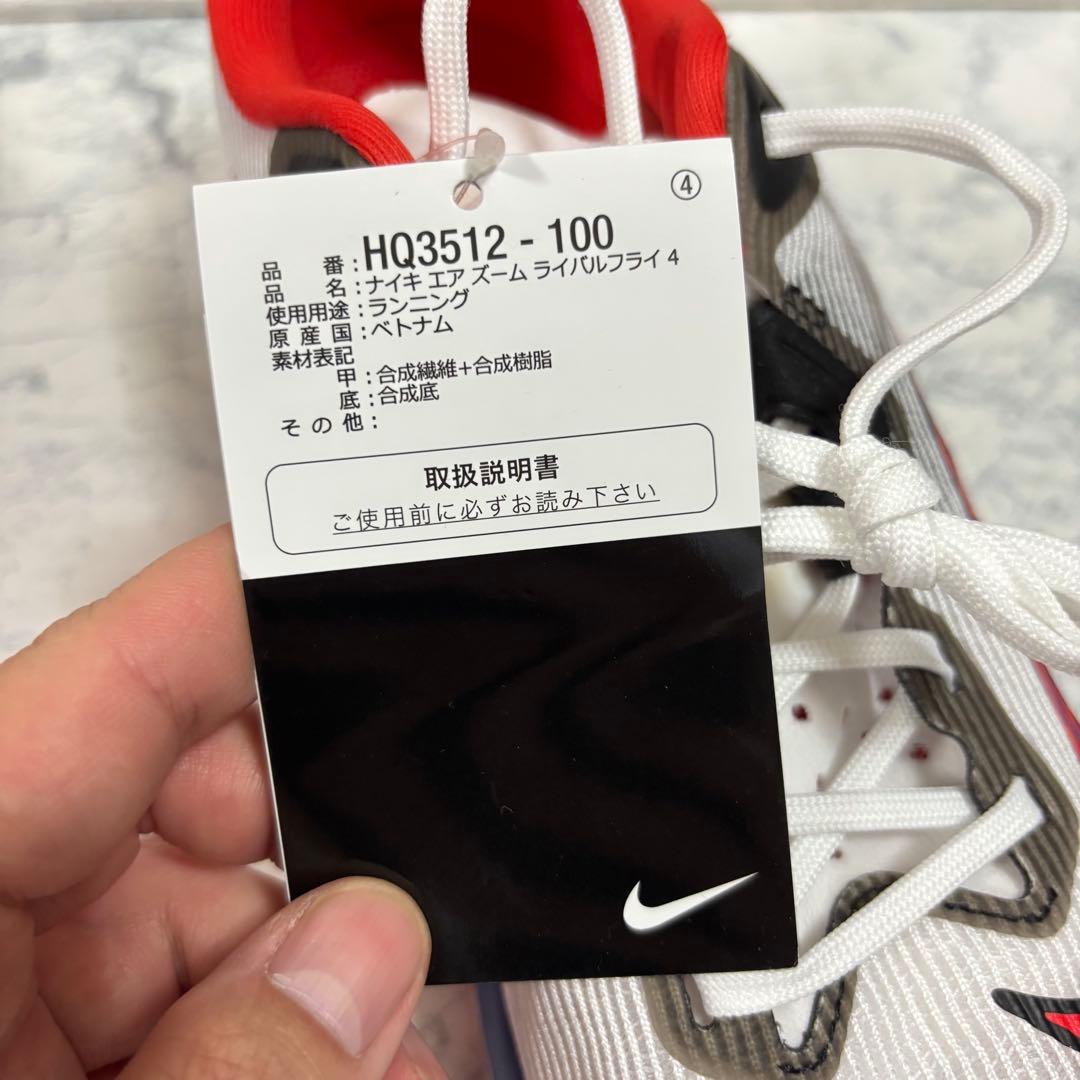 ④
品番：HQ3512 - 100
品名：ナイキ エア ズーム ライバルフライ 4
使用用途：ランニング
原産国：ベトナム
素材表記
甲：合成繊維+合成樹脂
底：合成底
その他：
取扱説明書
ご使用前に必ずお読み下さい